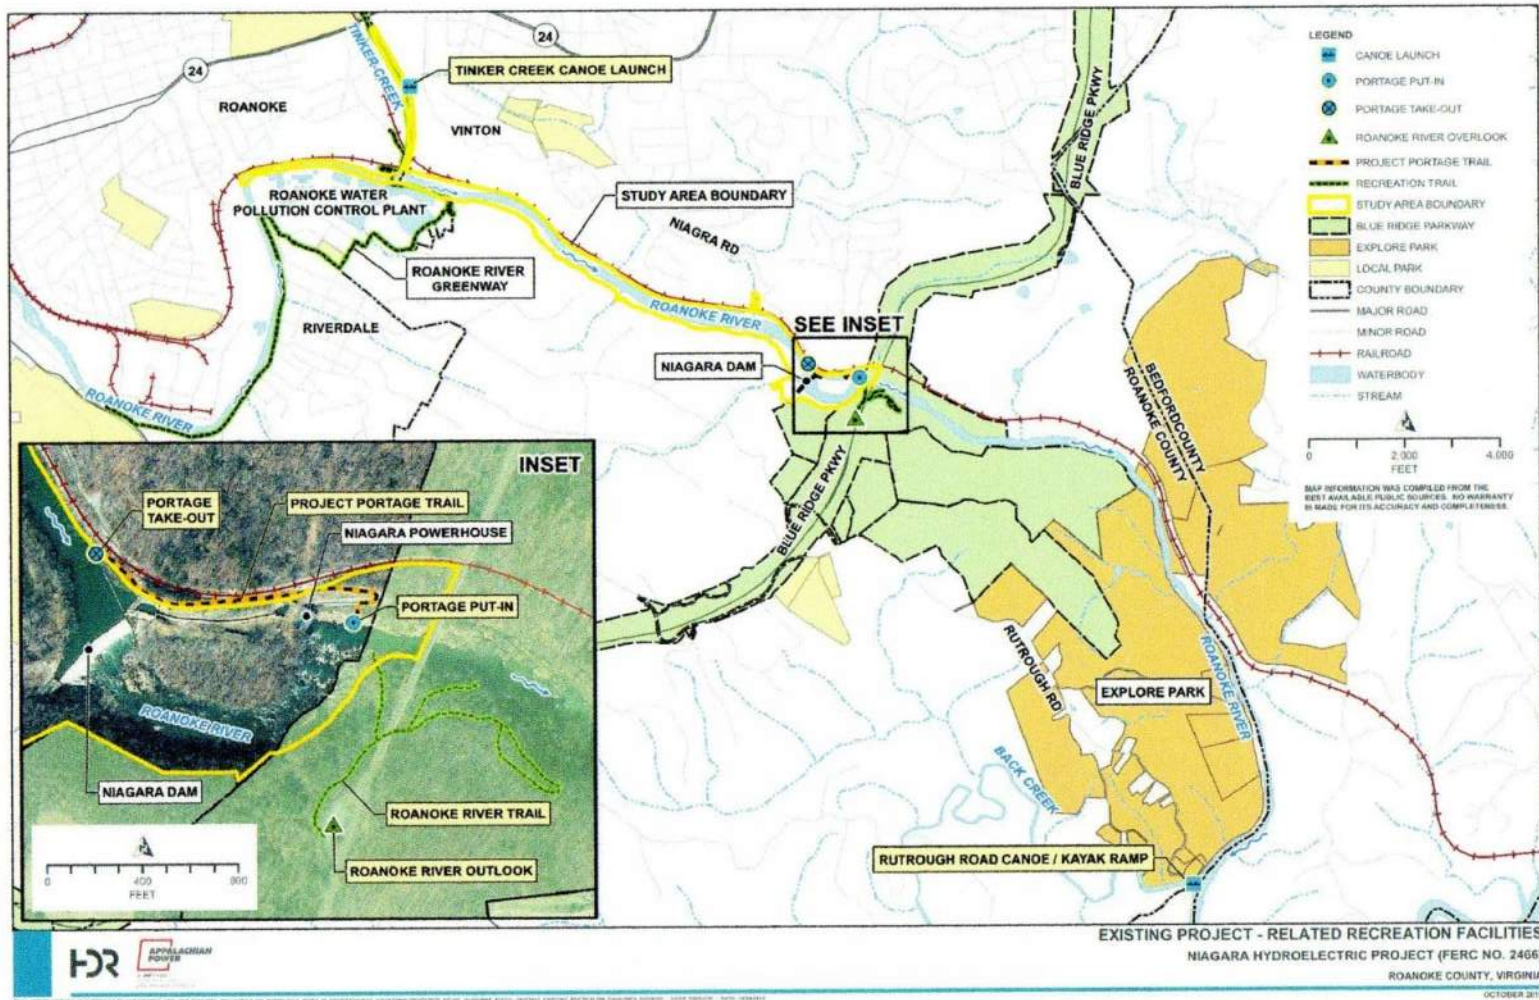 24
24
TINKER CREEK
TINKER CREEK CANOE LAUNCH
ROANOKE
VINTON
ROANOKE WATER
POLLUTION CONTROL PLANT
STUDY AREA BOUNDARY
NIAGRA RD
ROANOKE RIVER
GREENWAY
RIVERDALE
ROANOKE RIVER
ROANOKE RIVER
SEE INSET
NIAGARA DAM
BLUE RIDGE PKWY
BLUE RIDGE PKWY
BEDFORDCOUNTY
ROANOKE COUNTY
RUTROUGH RD
EXPLORE PARK
ROANOKE RIVER
BACK CREEK
RUTROUGH ROAD CANOE / KAYAK RAMP
LEGEND
CANOE LAUNCH
PORTAGE PUT-IN
PORTAGE TAKE-OUT
ROANOKE RIVER OVERLOOK
PROJECT PORTAGE TRAIL
RECREATION TRAIL
STUDY AREA BOUNDARY
BLUE RIDGE PARKWAY
EXPLORE PARK
LOCAL PARK
COUNTY BOUNDARY
MAJOR ROAD
MINOR ROAD
RAILROAD
WATERBODY
STREAM
0 2,000 4,000
FEET
MAP INFORMATION WAS COMPILED FROM THE
BEST AVAILABLE PUBLIC SOURCES. NO WARRANTY
IS MADE FOR ITS ACCURACY AND COMPLETENESS.
INSET
PORTAGE
TAKE-OUT
PROJECT PORTAGE TRAIL
NIAGARA POWERHOUSE
PORTAGE PUT-IN
ROANOKE RIVER
NIAGARA DAM
ROANOKE RIVER TRAIL
ROANOKE RIVER OUTLOOK
0 400 800
FEET
HDR
APPALACHIAN
POWER
EXISTING PROJECT - RELATED RECREATION FACILITIES
NIAGARA HYDROELECTRIC PROJECT (FERC NO. 2466
ROANOKE COUNTY, VIRGINIA
OCTOBER